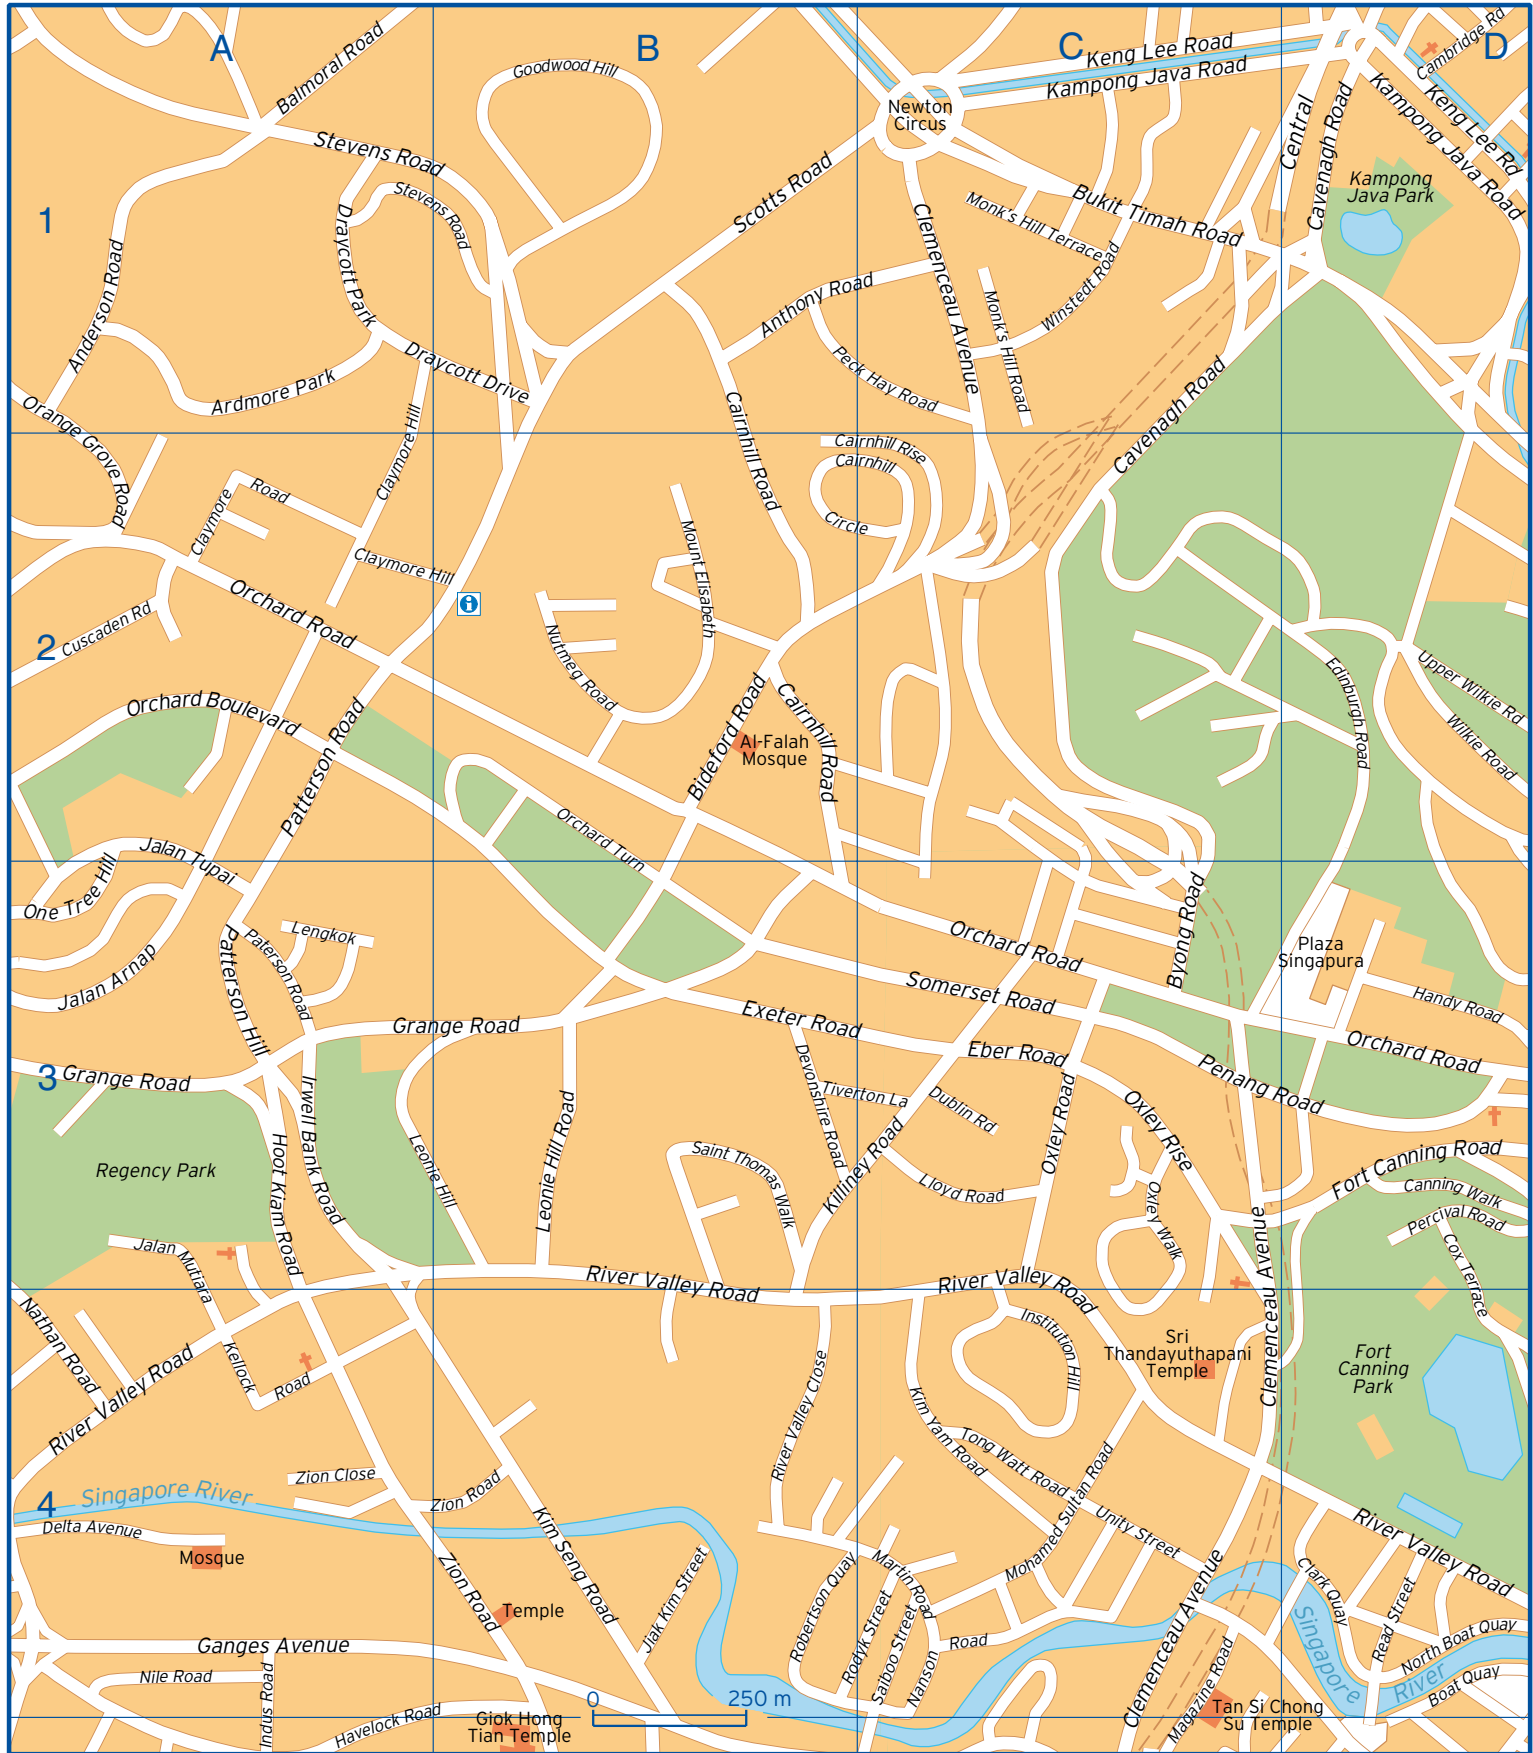 A
B
C
D
1
2
3
4
Balmoral Road
Goodwood Hill
Stevens Road
Stevens Road
Draycott Park
Draycott Drive
Anderson Road
Ardmore Park
Orange Grove Road
Scotts Road
Newton
Circus
Keng Lee Road
Kampong Java Road
Cambridge Rd
Keng Lee Rd
Kampong Java Road
Central
Cavenagh Road
Kampong
Java Park
Bukit Timah Road
Monk's Hill Terrace
Winstedt Road
Monk's Hill Road
Clemenceau Avenue
Anthony Road
Peck Hay Road
Cairnhill Road
Cairnhill Rise
Cairnhill
Circle
Cavenagh Road
Claymore Hill
Claymore
Road
Claymore Hill
Orchard Road
Cuscaden Rd
Orchard Boulevard
Patterson Road
Mount Elisabeth
Nutmeg Road
Bideford Road
Cairnhill Road
Al-Falah
Mosque
Edinburgh Road
Upper Wilkie Rd
Wilkie Road
Orchard Turn
Jalan Tupai
One Tree Hill
Jalan Arnap
Lengkok
Paterson Road
Patterson Hill
Grange Road
Grange Road
Exeter Road
Somerset Road
Orchard Road
Byong Road
Plaza
Singapura
Handy Road
Orchard Road
Eber Road
Penang Road
Devonshire Road
Tiverton La
Dublin Rd
Killiney Road
Lloyd Road
Oxley Road
Oxley Rise
Oxley Walk
Fort Canning Road
Canning Walk
Percival Road
Cox Terrace
Regency Park
Hoot Kiam Road
Irwell Bank Road
Leonie Hill
Leonie Hill Road
Saint Thomas Walk
Jalan Mutiara
River Valley Road
River Valley Road
Clemenceau Avenue
Nathan Road
River Valley Road
Kellock
Road
Institution Hill
Sri
Thandayuthapani
Temple
Fort
Canning
Park
River Valley Close
Kim Yam Road
Tong Watt Road
Mohamed Sultan Road
Unity Street
Zion Close
Zion Road
Singapore River
Delta Avenue
Mosque
Zion Road
Kim Seng Road
Jiak Kim Street
Temple
Robertson Quay
Martin Road
Rodyk Street
Saiboo Street
Nanson
Road
Clemenceau Avenue
River Valley Road
Clark Quay
Read Street
North Boat Quay
Boat Quay
Singapore
River
Magazine Road
Tan Si Chong
Su Temple
Ganges Avenue
Nile Road
Indus Road
Havelock Road
Giok Hong
Tian Temple
0
250 m